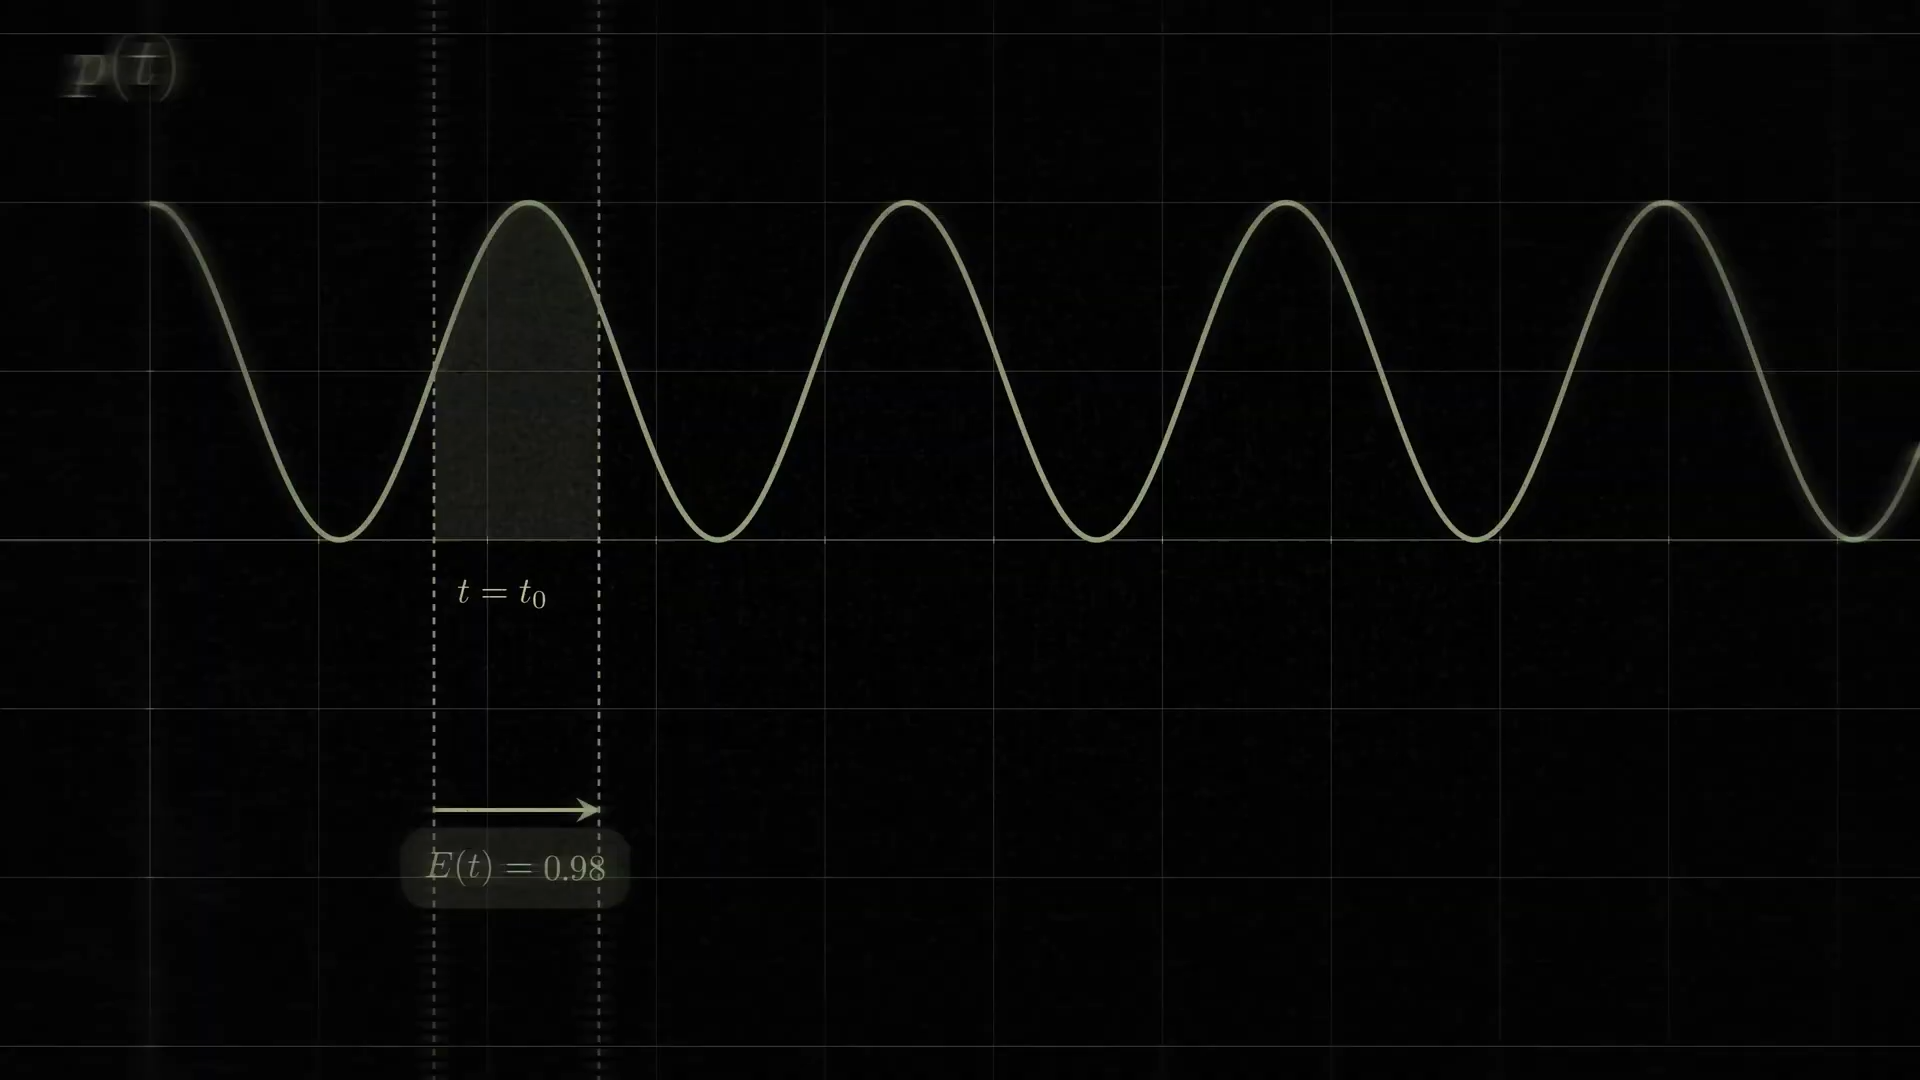 p(t)
t = t₀
E(t) = 0.98